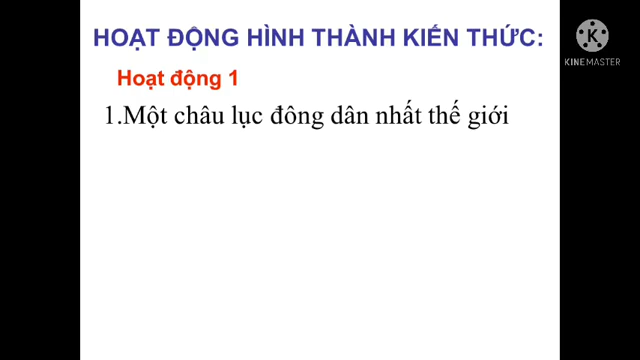 HOẠT ĐỘNG HÌNH THÀNH KIẾN THỨC:
Hoạt động 1
1.Một châu lục đông dân nhất thế giới
K
KINEMASTER